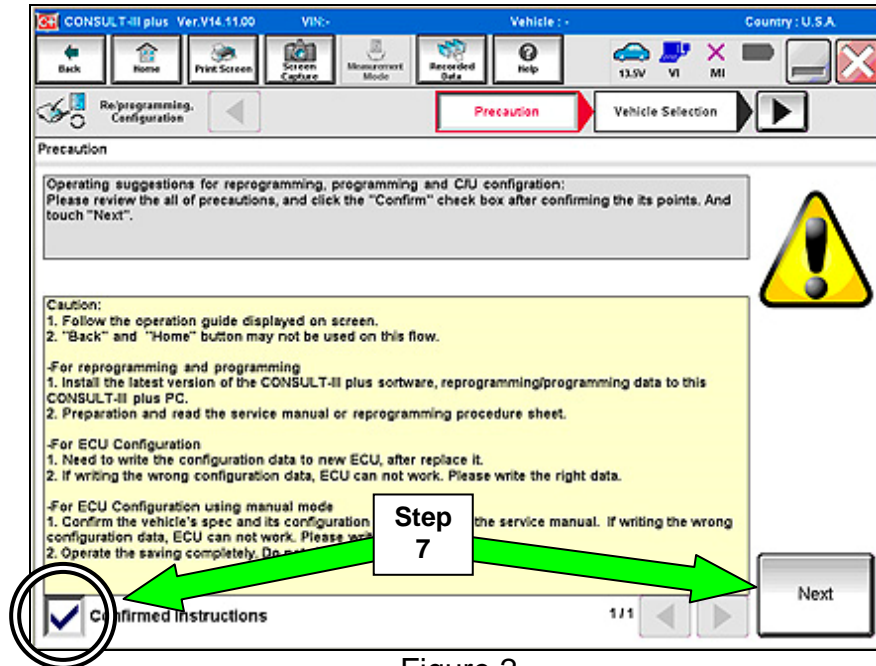 CONSULT-III plus Ver.V14.11.00 VIN:- Vehicle : - Country : U.S.A.
Back Home Print Screen Screen Capture Measurement Mode Recorded Data Help 13.5V VI MI
Re/programming, Configuration Precaution Vehicle Selection
Precaution
Operating suggestions for reprogramming, programming and C/U configration:
Please review the all of precautions, and click the "Confirm" check box after confirming the its points. And
touch "Next".
Caution:
1. Follow the operation guide displayed on screen.
2. "Back" and "Home" button may not be used on this flow.
-For reprogramming and programming
1. Install the latest version of the CONSULT-III plus sortware, reprogramming/programming data to this
CONSULT-III plus PC.
2. Preparation and read the service manual or reprogramming procedure sheet.
-For ECU Configuration
1. Need to write the configuration data to new ECU, after replace it.
2. If writing the wrong configuration data, ECU can not work. Please write the right data.
-For ECU Configuration using manual mode
1. Confirm the vehicle's spec and its configuration the service manual. If writing the wrong
configuration data, ECU can not work. Please
2. Operate the saving completely.
Step
7
Confirmed Instructions
1/1
Next
Figure 2